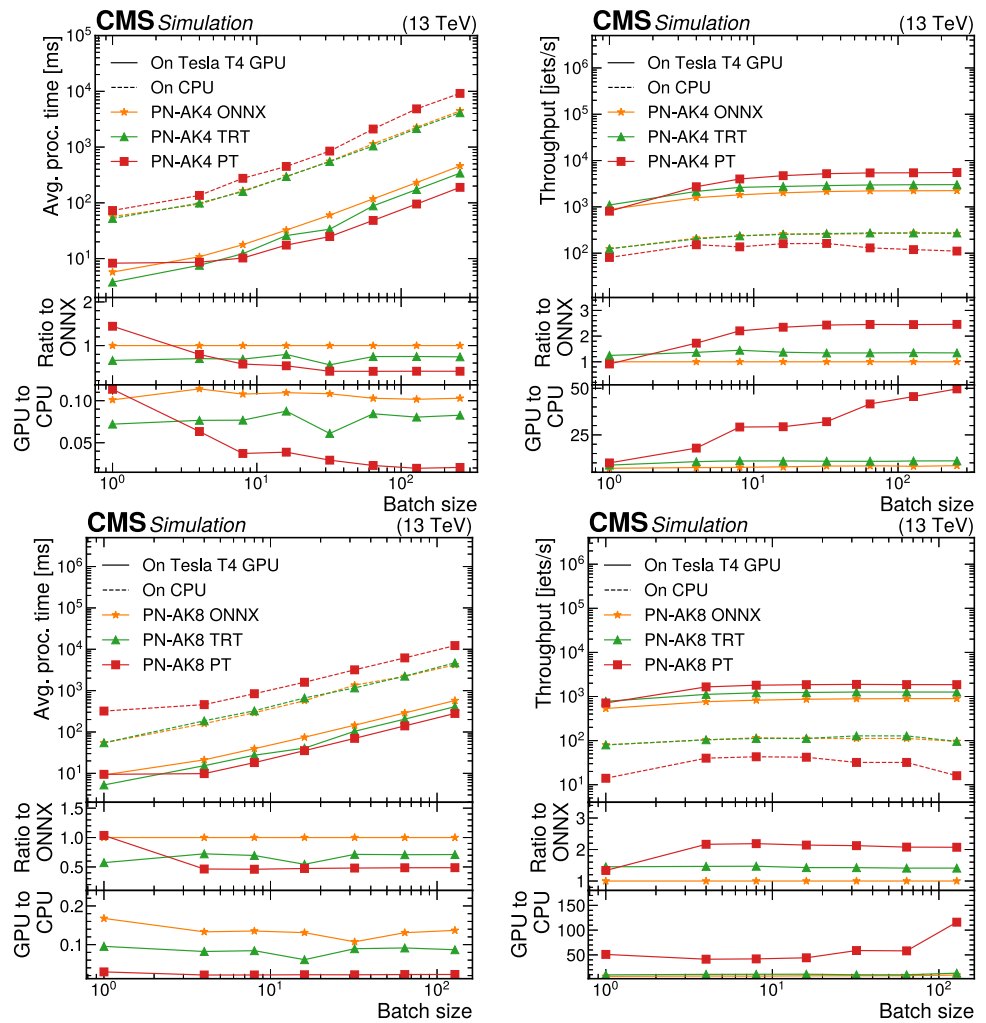 CMS Simulation (13 TeV)
Avg. proc. time [ms]
10^5
10^4
10^3
10^2
10^1
On Tesla T4 GPU
On CPU
PN-AK4 ONNX
PN-AK4 TRT
PN-AK4 PT
Ratio to ONNX
2
1
GPU to CPU
0.10
0.05
10^0 10^1 10^2
Batch size
CMS Simulation (13 TeV)
Throughput [jets/s]
10^6
10^5
10^4
10^3
10^2
On Tesla T4 GPU
On CPU
PN-AK4 ONNX
PN-AK4 TRT
PN-AK4 PT
Ratio to ONNX
3
2
1
GPU to CPU
50
25
10^0 10^1 10^2
Batch size
CMS Simulation (13 TeV)
Avg. proc. time [ms]
10^6
10^5
10^4
10^3
10^2
10^1
On Tesla T4 GPU
On CPU
PN-AK8 ONNX
PN-AK8 TRT
PN-AK8 PT
Ratio to ONNX
1.5
1.0
0.5
GPU to CPU
0.2
0.1
10^0 10^1 10^2
Batch size
CMS Simulation (13 TeV)
Throughput [jets/s]
10^6
10^5
10^4
10^3
10^2
10^1
On Tesla T4 GPU
On CPU
PN-AK8 ONNX
PN-AK8 TRT
PN-AK8 PT
Ratio to ONNX
3
2
1
GPU to CPU
150
100
50
10^0 10^1 10^2
Batch size